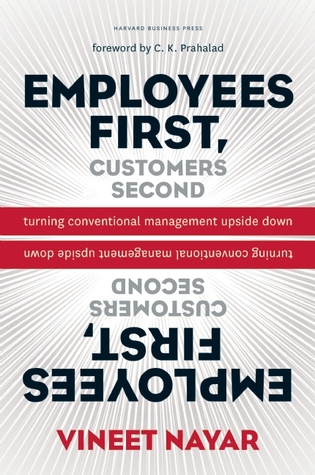 HARVARD BUSINESS PRESS
foreword by C. K. Prahalad
EMPLOYEES
FIRST,
CUSTOMERS
SECOND
turning conventional management upside down
turning conventional management upside down
SECOND
CUSTOMERS
FIRST,
EMPLOYEES
VINEET NAYAR